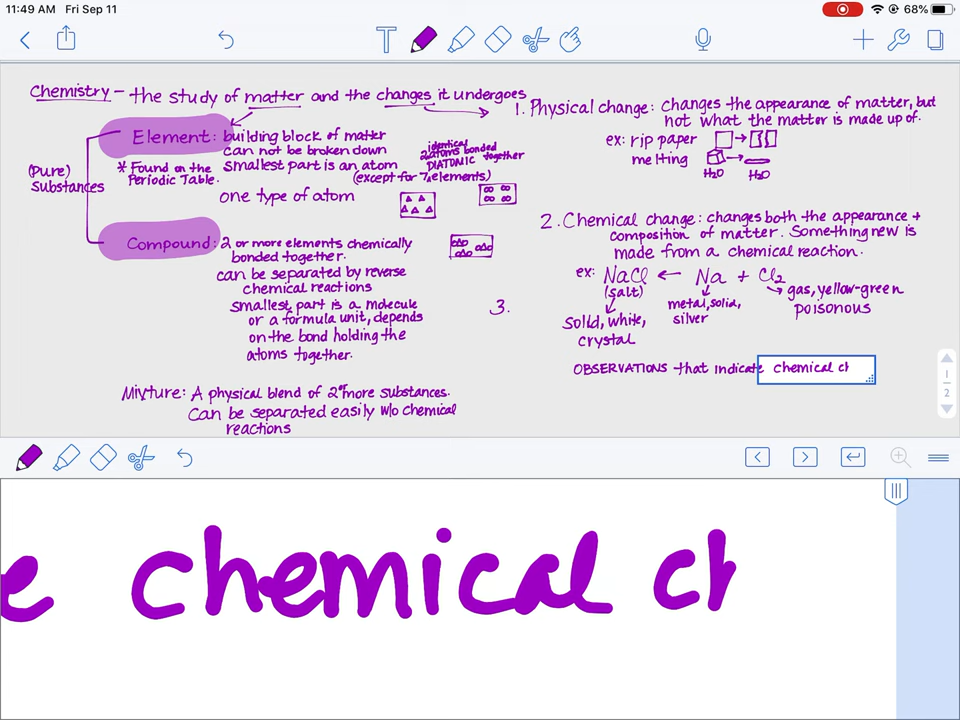 11:49 AM Fri Sep 11
68%
Chemistry - the study of matter and the changes it undergoes
Element: building block of matter
can not be broken down
smallest part is an atom
(except for 7 elements)
identical
2 atoms bonded
DIATONIC together
* Found on the
Periodic Table.
one type of atom
(Pure)
Substances
Compound: 2 or more elements chemically
bonded together.
can be separated by reverse
chemical reactions
smallest part is a molecule
or a formula unit, depends
on the bond holding the
atoms together.
Mixture: A physical blend of 2 or more substances.
Can be separated easily w/o chemical
reactions
1. Physical change: changes the appearance of matter, but
not what the matter is made up of.
ex: rip paper
melting
H2O H2O
2. Chemical change: changes both the appearance +
composition of matter. Something new is
made from a chemical reaction.
ex: NaCl ← Na + Cl2
(salt)
solid, white,
crystal
metal, solid,
silver
gas, yellow-green
poisonous
3.
OBSERVATIONS that indicate chemical ch
1
2
e chemical ch